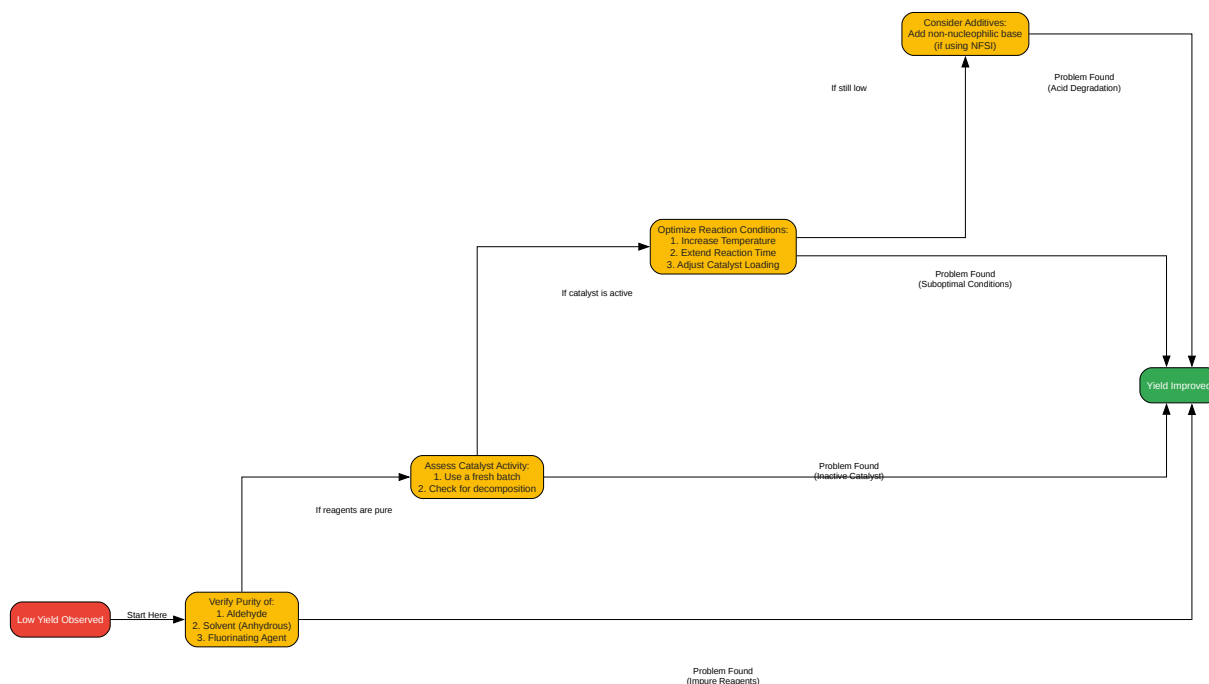 Consider Additives:
Add non-nucleophilic base
(if using NFSI)
If still low
Problem Found
(Acid Degradation)
Optimize Reaction Conditions:
1. Increase Temperature
2. Extend Reaction Time
3. Adjust Catalyst Loading
Problem Found
(Suboptimal Conditions)
If catalyst is active
Yield Improved
Assess Catalyst Activity:
1. Use a fresh batch
2. Check for decomposition
Problem Found
(Inactive Catalyst)
If reagents are pure
Low Yield Observed
Start Here
Verify Purity of:
1. Aldehyde
2. Solvent (Anhydrous)
3. Fluorinating Agent
Problem Found
(Impure Reagents)